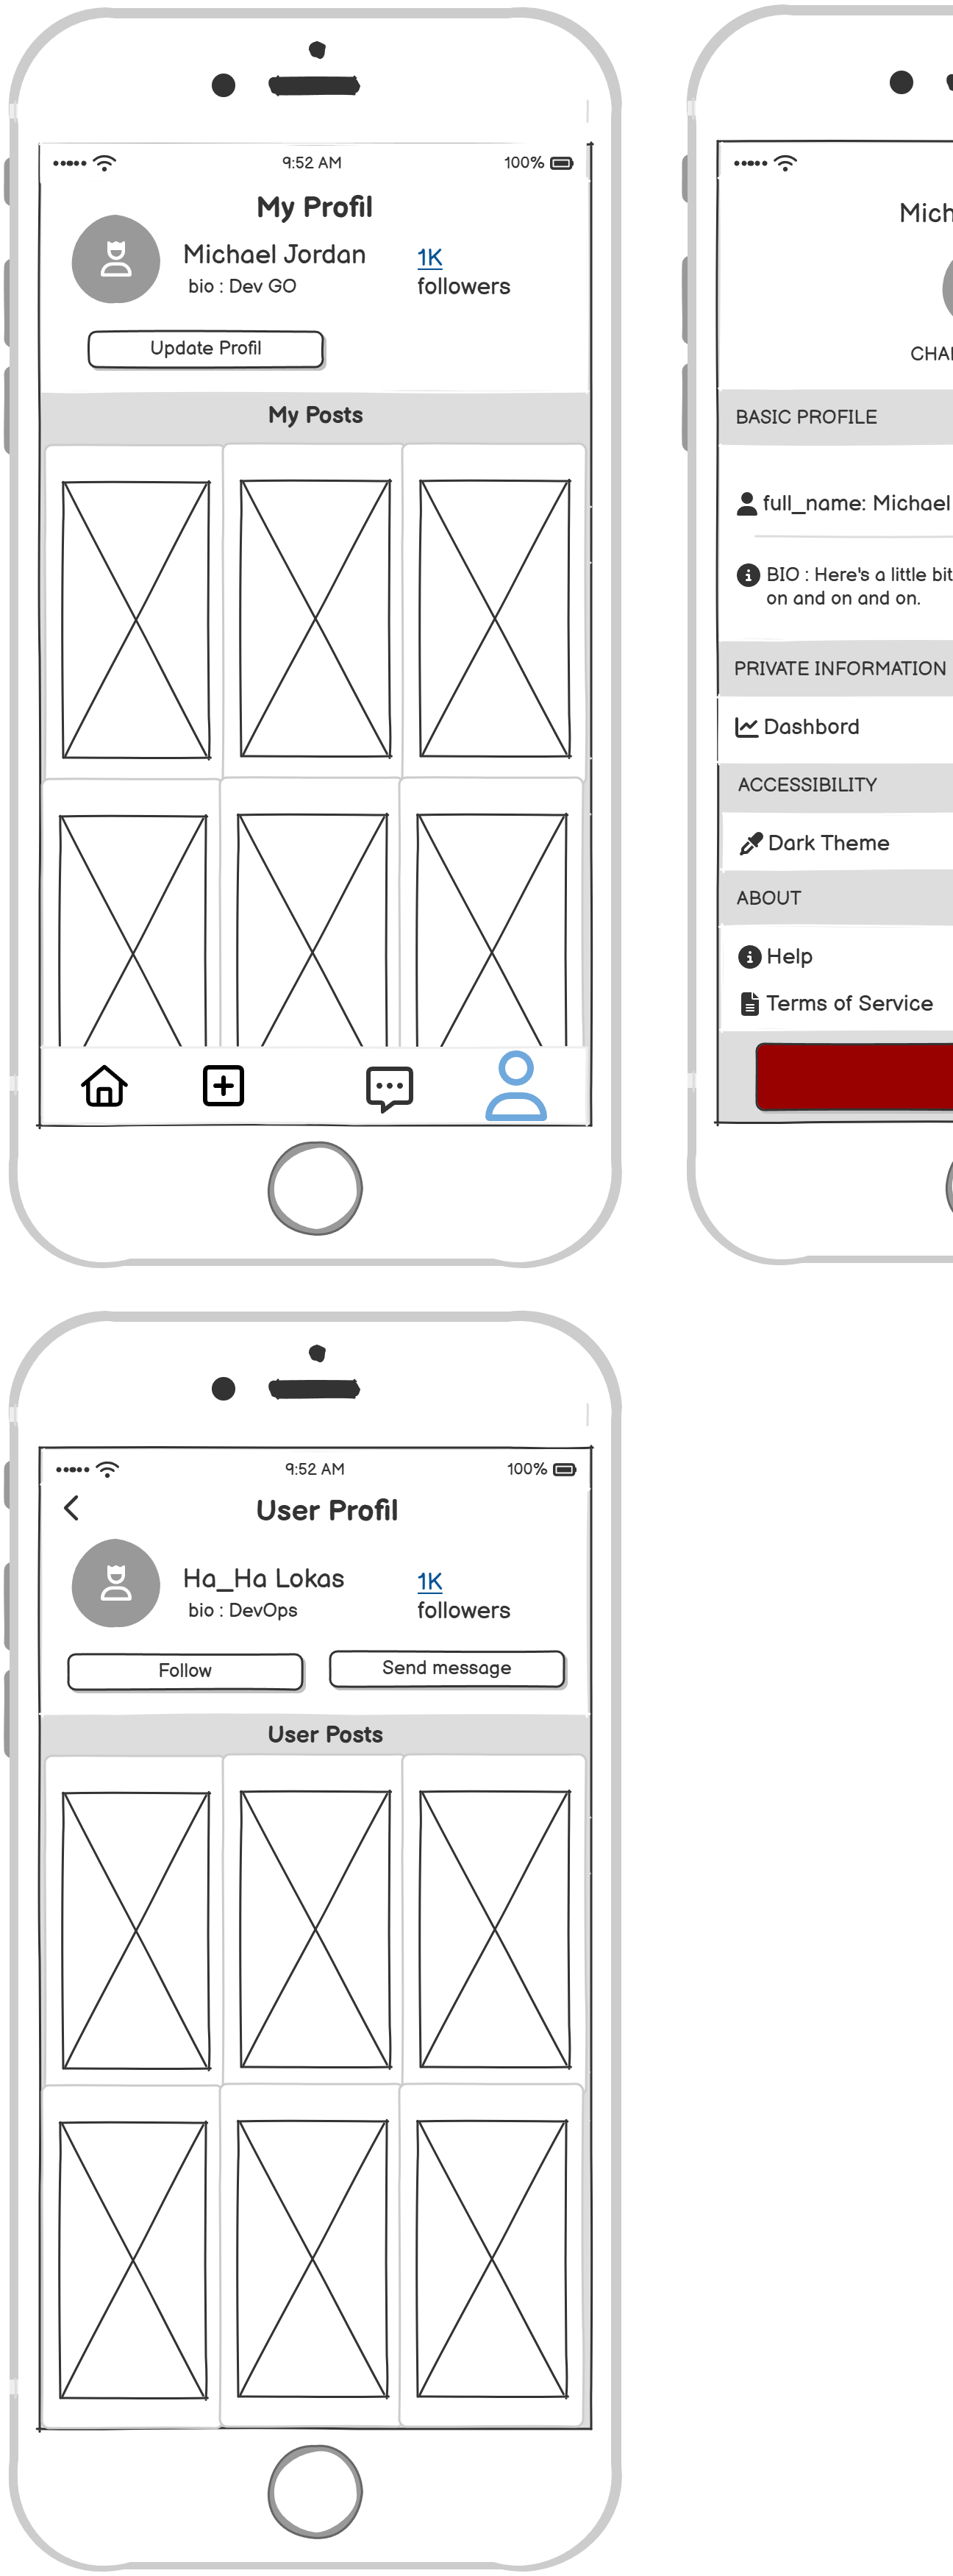 9:52 AM
100%
My Profil
Michael Jordan
bio : Dev GO
1K
followers
Update Profil
My Posts
BASIC PROFILE
full_name: Michael
BIO : Here's a little bit
on and on and on.
PRIVATE INFORMATION
Dashbord
ACCESSIBILITY
Dark Theme
ABOUT
Help
Terms of Service
9:52 AM
100%
User Profil
Ha_Ha Lokas
bio : DevOps
1K
followers
Follow
Send message
User Posts